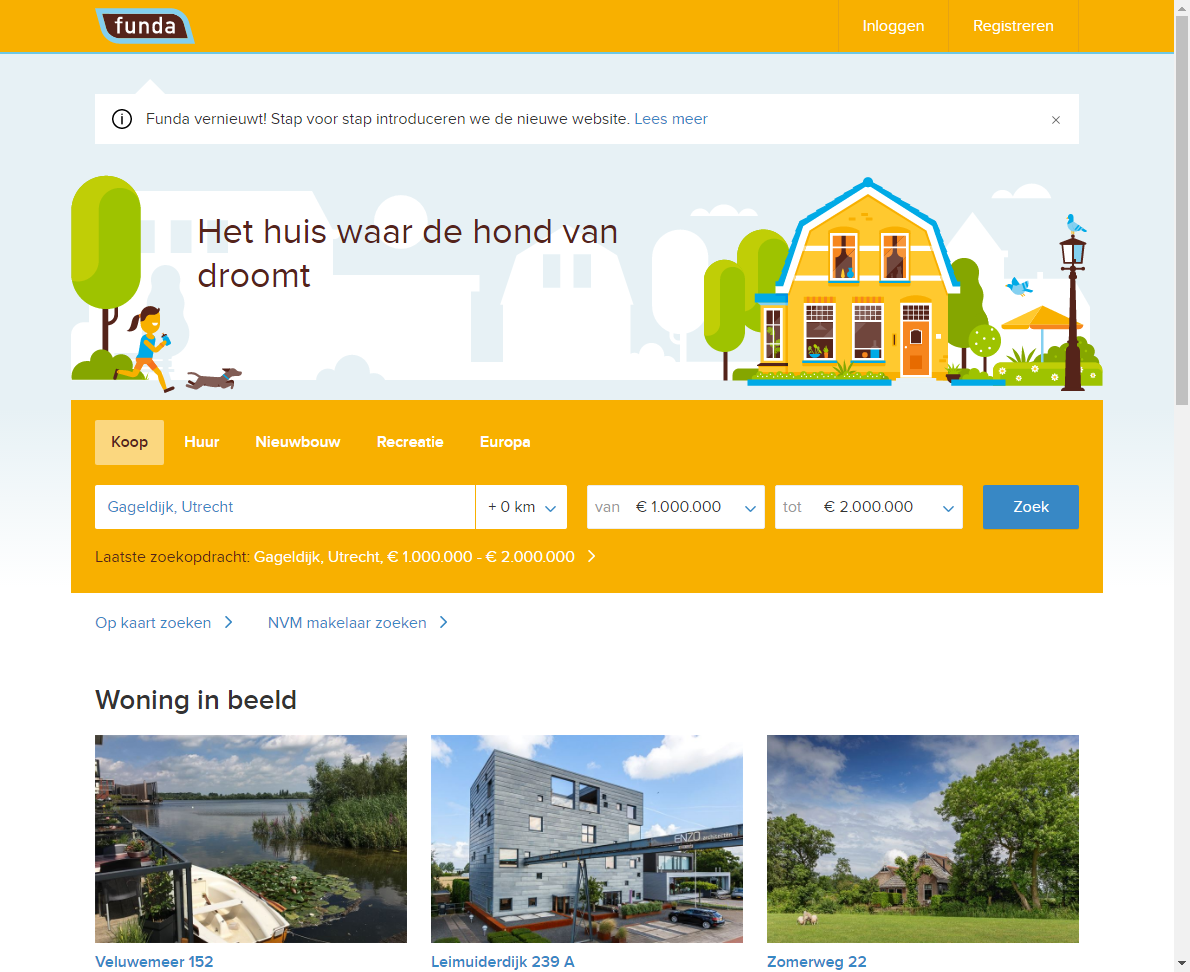 funda
Inloggen
Registreren
Funda vernieuwt! Stap voor stap introduceren we de nieuwe website. Lees meer
Het huis waar de hond van
droomt
Koop
Huur
Nieuwbouw
Recreatie
Europa
Gageldijk, Utrecht
+ 0 km
van € 1.000.000
tot € 2.000.000
Zoek
Laatste zoekopdracht: Gageldijk, Utrecht, € 1.000.000 - € 2.000.000
Op kaart zoeken
NVM makelaar zoeken
Woning in beeld
ENZO architecten
Veluwemeer 152
Leimuiderdijk 239 A
Zomerweg 22